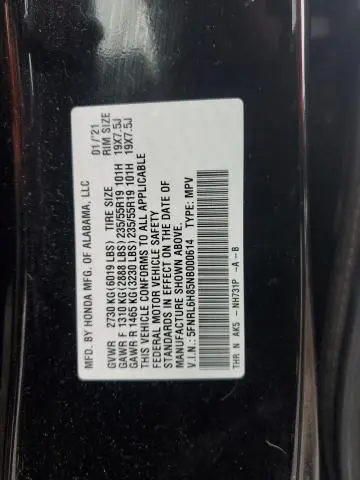 MFD. BY HONDA MFG. OF ALABAMA, LLC 01/'21
GVWR 2730 KG(6019 LBS) TIRE SIZE RIM SIZE
GAWR F 1310 KG(2888 LBS)235/55R19 101H 19X7.5J
GAWR R 1465 KG(3230 LBS)235/55R19 101H 19X7.5J
THIS VEHICLE CONFORMS TO ALL APPLICABLE
FEDERAL MOTOR VEHICLE SAFETY
STANDARDS IN EFFECT ON THE DATE OF
MANUFACTURE SHOWN ABOVE.
V.I.N.: 5FNRL6H85NB000614 TYPE: MPV
THR N AK5 -NH731P -A-B